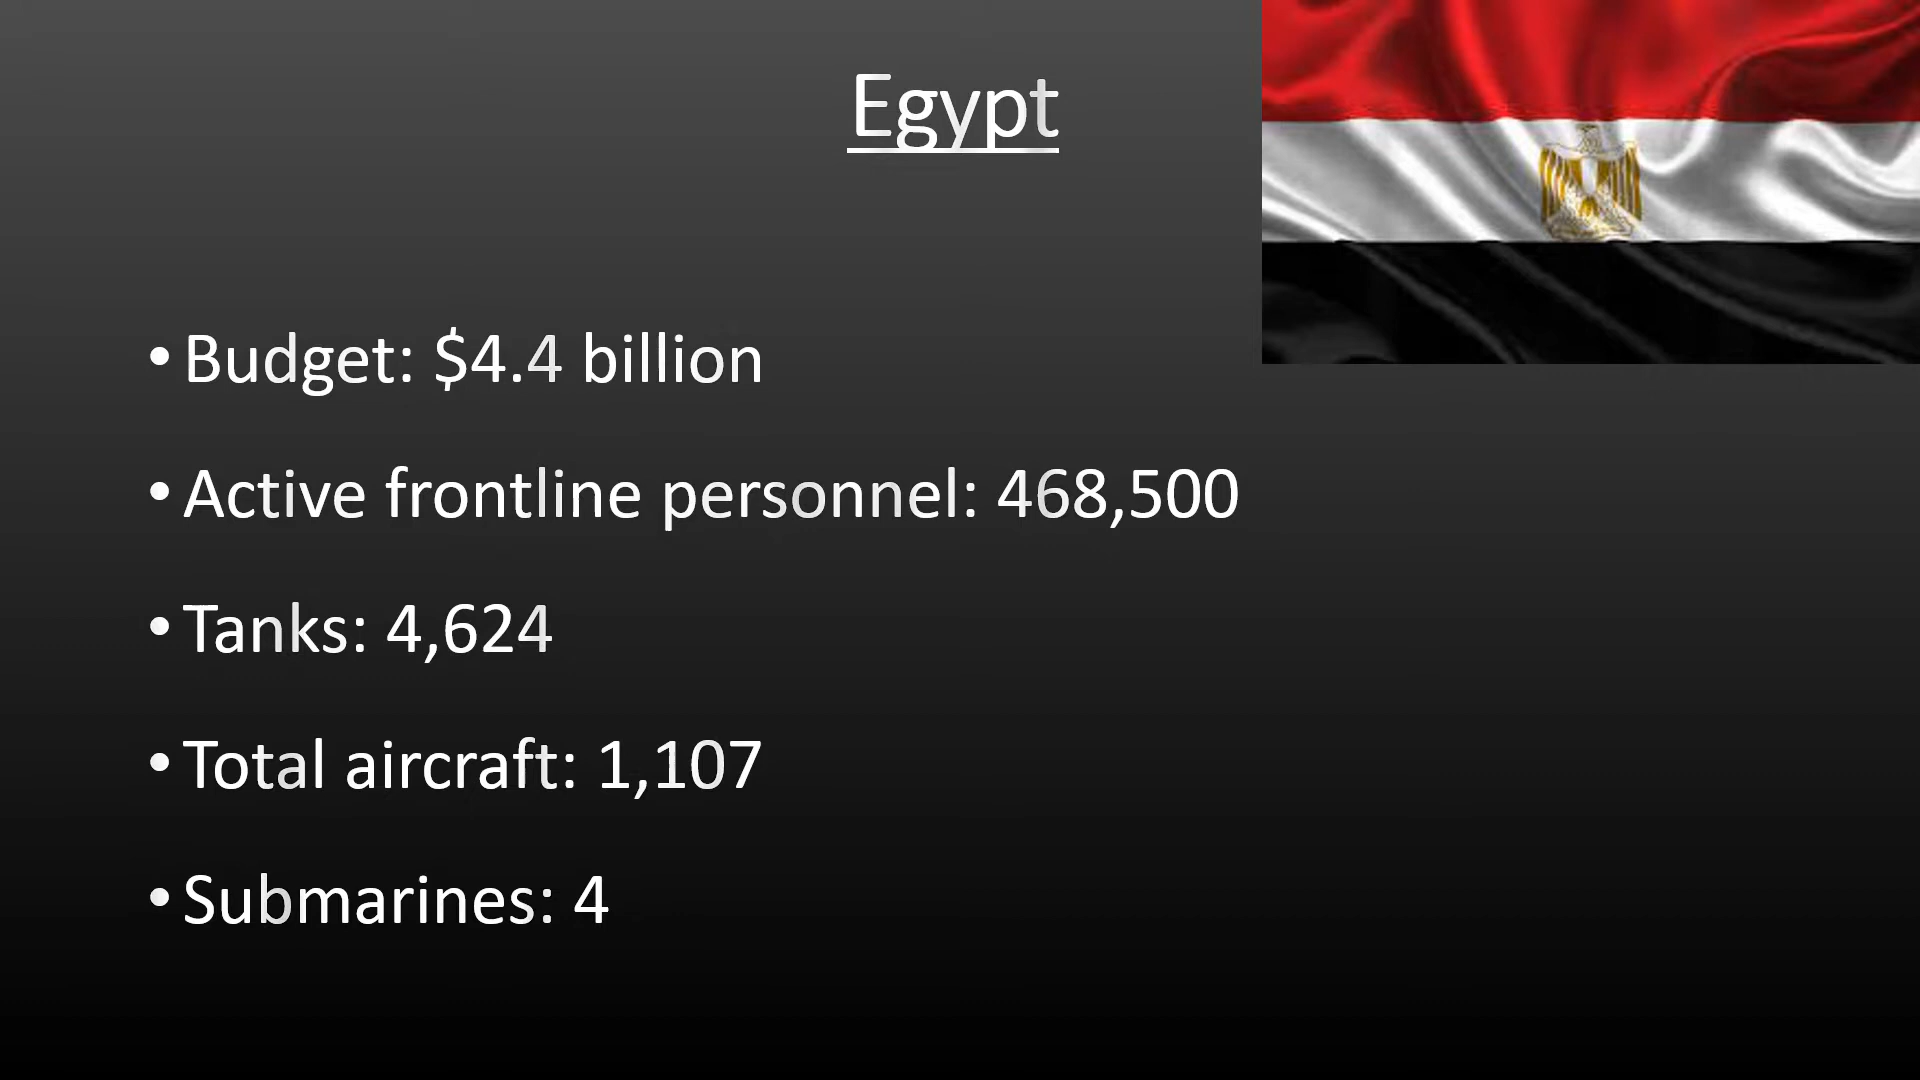 Egypt
• Budget: $4.4 billion
• Active frontline personnel: 468,500
• Tanks: 4,624
• Total aircraft: 1,107
• Submarines: 4